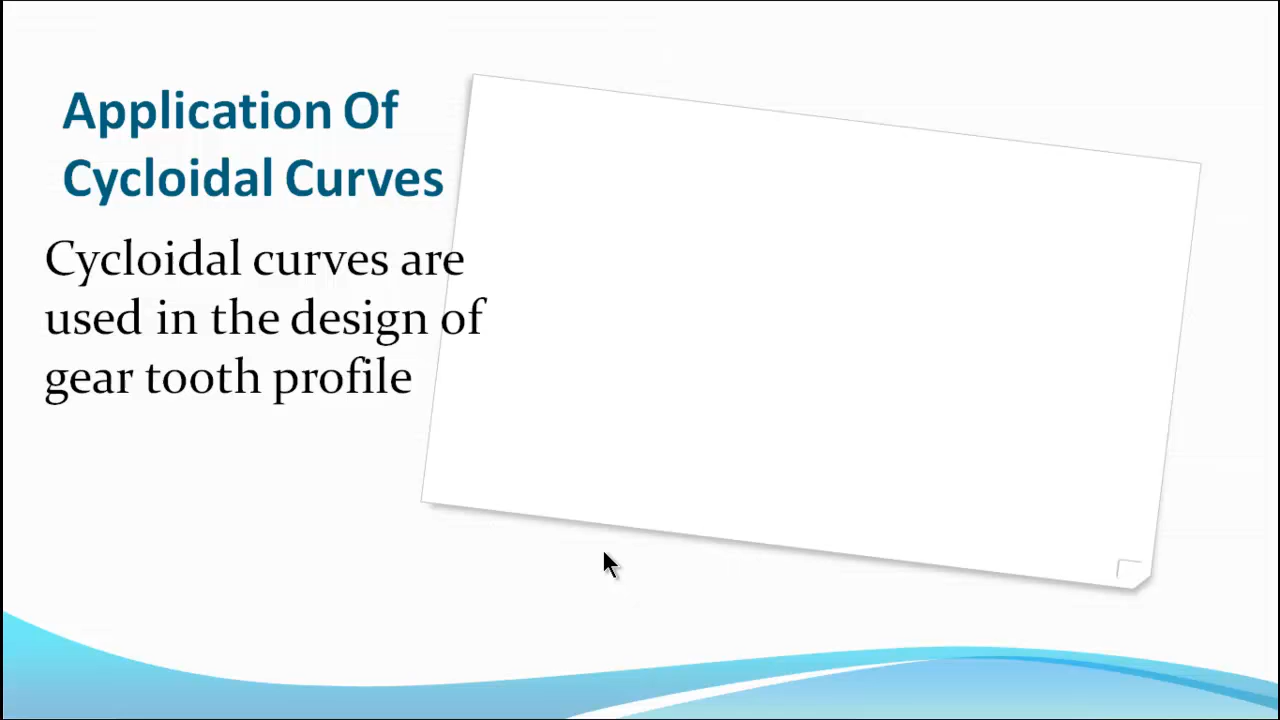 Application Of
Cycloidal Curves
Cycloidal curves are
used in the design of
gear tooth profile